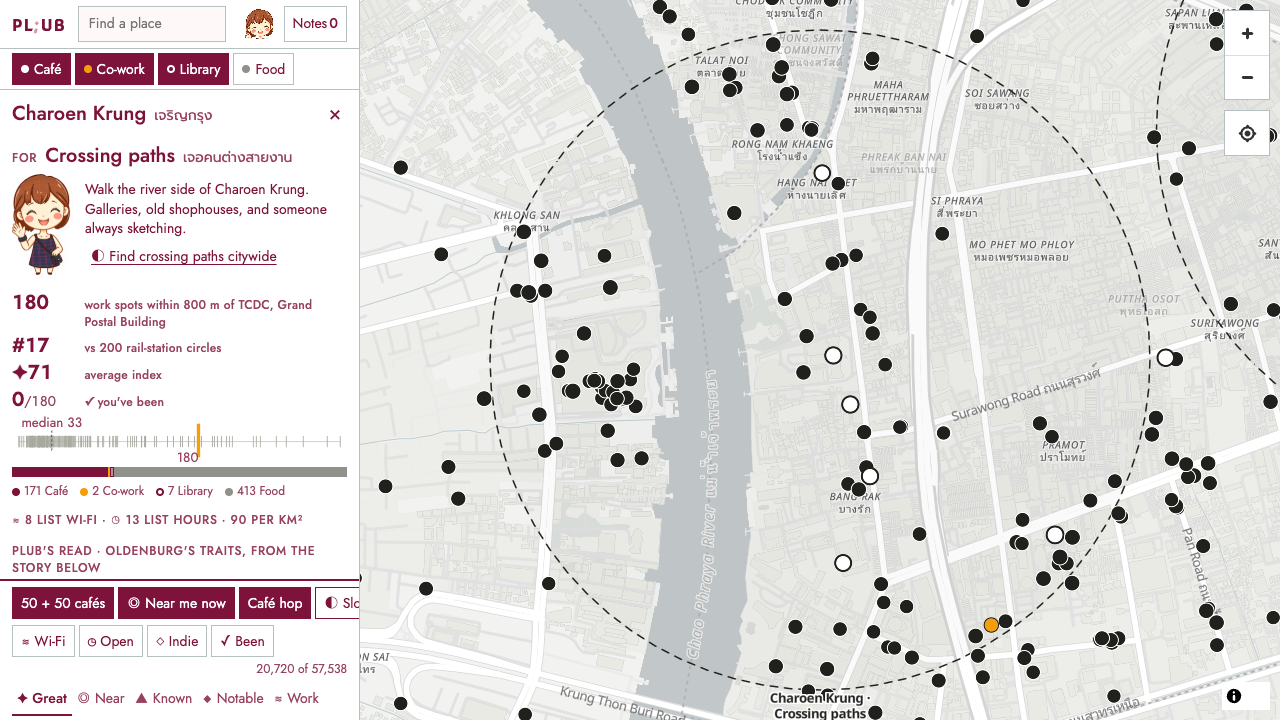 PL;UB
Find a place
Notes 0
Café
Co-work
Library
Food
Charoen Krung เจริญกรุง
×
FOR Crossing paths เจอคนต่างสายงาน
Walk the river side of Charoen Krung.
Galleries, old shophouses, and someone
always sketching.
Find crossing paths citywide
180 work spots within 800 m of TCDC, Grand
Postal Building
#17 vs 200 rail-station circles
✦71 average index
0/180 ✓ you've been
median 33
180
171 Café 2 Co-work 7 Library 413 Food
≈ 8 LIST WI-FI · ◷ 13 LIST HOURS · 90 PER KM²
PLUB'S READ · OLDENBURG'S TRAITS, FROM THE
STORY BELOW
50 + 50 cafés
Near me now
Café hop
Slo
≈ Wi-Fi
Open
Indie
Been
20,720 of 57,538
Great
Near
Known
Notable
Work
ชุมชนโชฎึก
SAPAN LUANG
HONG SAWAT
COMMUNITY
TALAT NOI
MAHA
PHRUETTHARAM
มหาพฤฒาราม
SOI SAWANG
ซอยสว่าง
RONG NAM KHAENG
โรงน้ำแข็ง
PHREAK BAN NAI
แพรกบ้านนาย
ห้างนายเลิศ
SI PHRAYA
สี่พระยา
KHLONG SAN
MO PHET MO PHLOY
หมอเพชรหมอพลอย
PUTTHA OSOT
พุทธโอสถ
SURIYAWONG
สุริยวงศ์
Surawong Road ถนนสุรวงศ์
PRAMOT
ปราโมทย์
BANG RAK
บางรัก
Chao Phraya River แม่น้ำเจ้าพระยา
Pan Road
Krung Thon Buri Road
Charoen Krung ·
Crossing paths